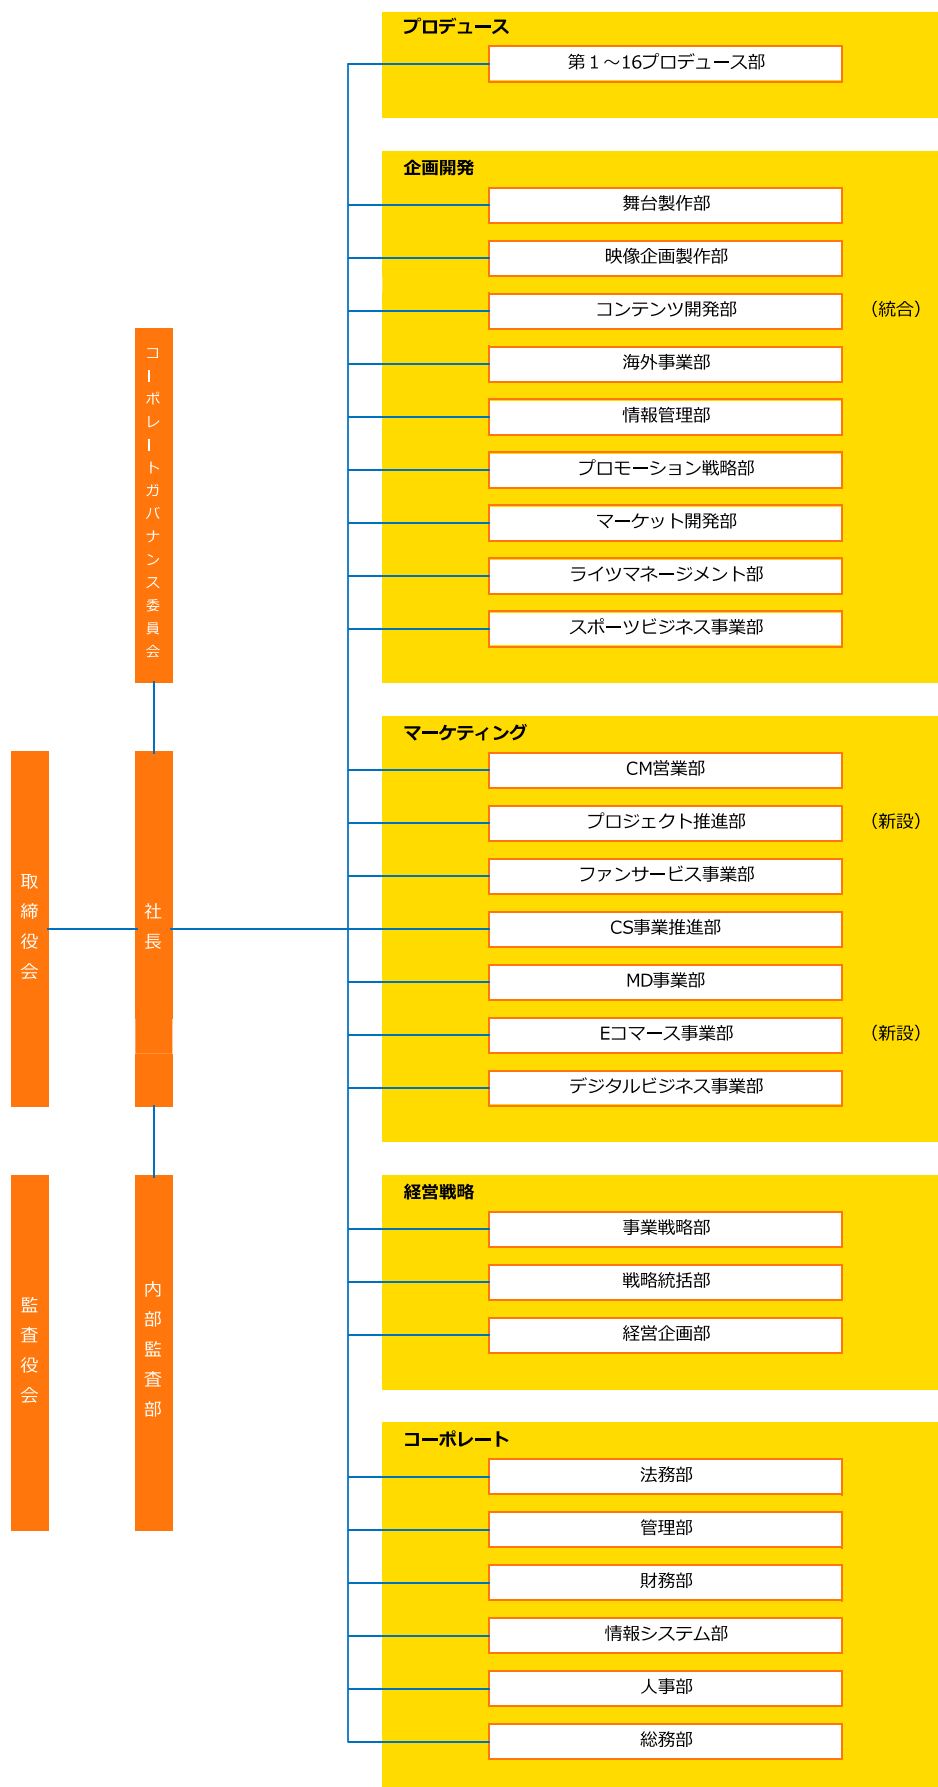 プロデュース
第１～16プロデュース部
企画開発
舞台製作部
映像企画製作部
コンテンツ開発部 （統合）
海外事業部
情報管理部
プロモーション戦略部
マーケット開発部
ライツマネージメント部
スポーツビジネス事業部
コーポレートガバナンス委員会
マーケティング
CM営業部
プロジェクト推進部 （新設）
ファンサービス事業部
CS事業推進部
MD事業部
Eコマース事業部 （新設）
デジタルビジネス事業部
取締役会
社長
経営戦略
事業戦略部
戦略統括部
経営企画部
監査役会
内部監査部
コーポレート
法務部
管理部
財務部
情報システム部
人事部
総務部